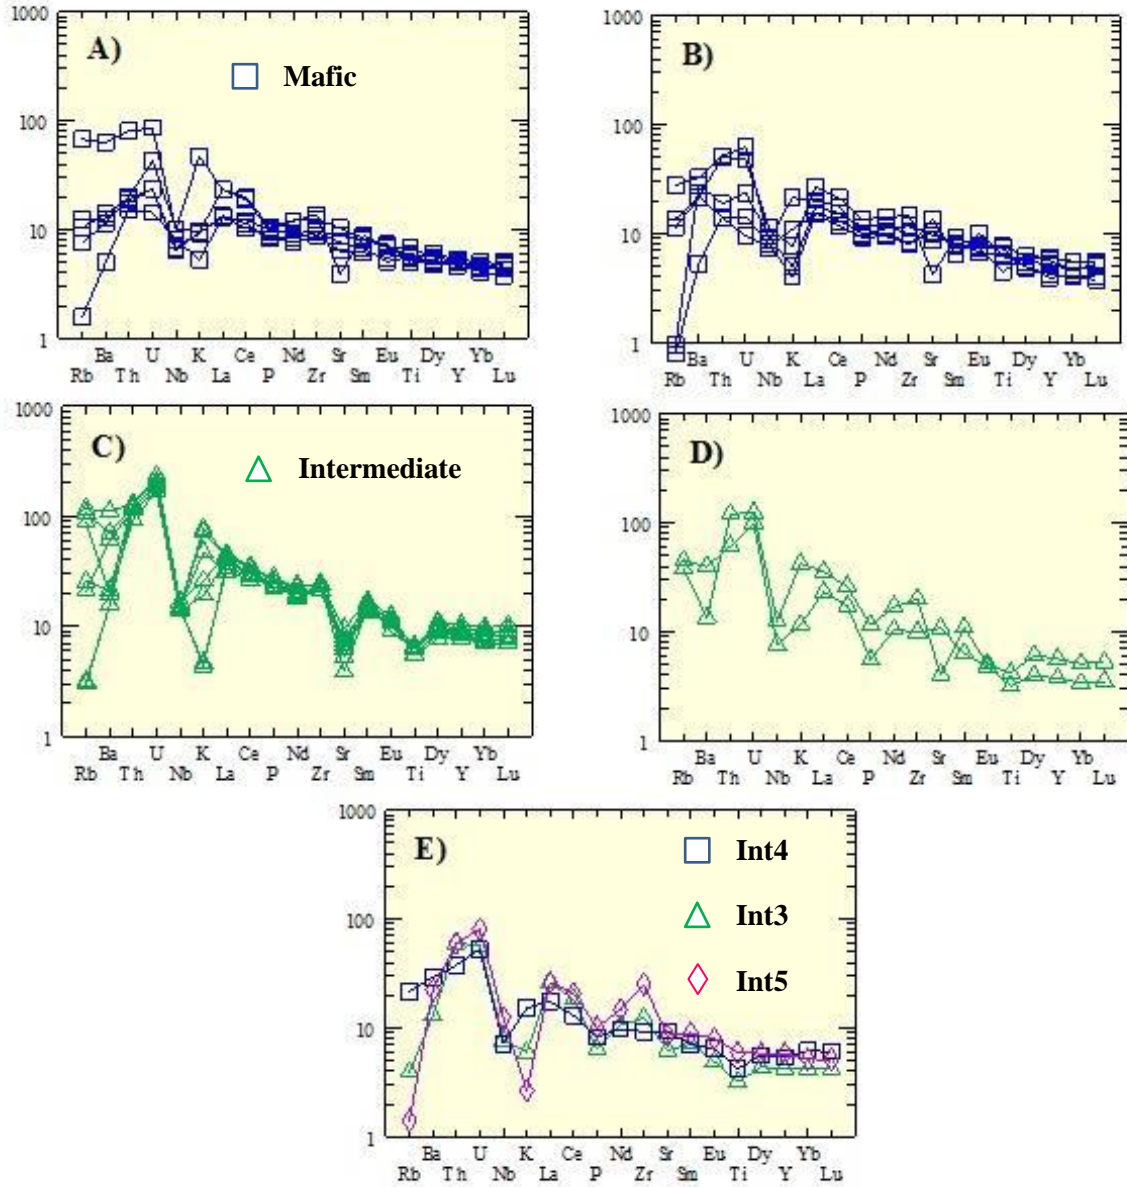 A)
Mafic
1000
100
10
1
Ba U K Ce Nd Sr Eu Dy Yb
Rb Th Nb La P Zr Sm Ti Y Lu
B)
1000
100
10
1
Ba U K Ce Nd Sr Eu Dy Yb
Rb Th Nb La P Zr Sm Ti Y Lu
C)
Intermediate
1000
100
10
1
Ba U K Ce Nd Sr Eu Dy Yb
Rb Th Nb La P Zr Sm Ti Y Lu
D)
1000
100
10
1
Ba U K Ce Nd Sr Eu Dy Yb
Rb Th Nb La P Zr Sm Ti Y Lu
E)
Int4
Int3
Int5
1000
100
10
1
Ba U K Ce Nd Sr Eu Dy Yb
Rb Th Nb La P Zr Sm Ti Y Lu